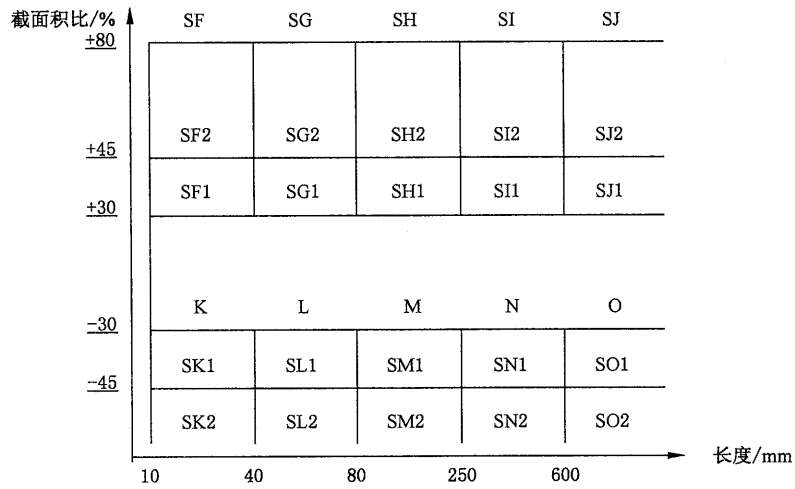 截面积比/% SF SG SH SI SJ
+80
SF2 SG2 SH2 SI2 SJ2
+45
SF1 SG1 SH1 SI1 SJ1
+30
K L M N O
-30
SK1 SL1 SM1 SN1 SO1
-45
SK2 SL2 SM2 SN2 SO2
长度/mm
10 40 80 250 600